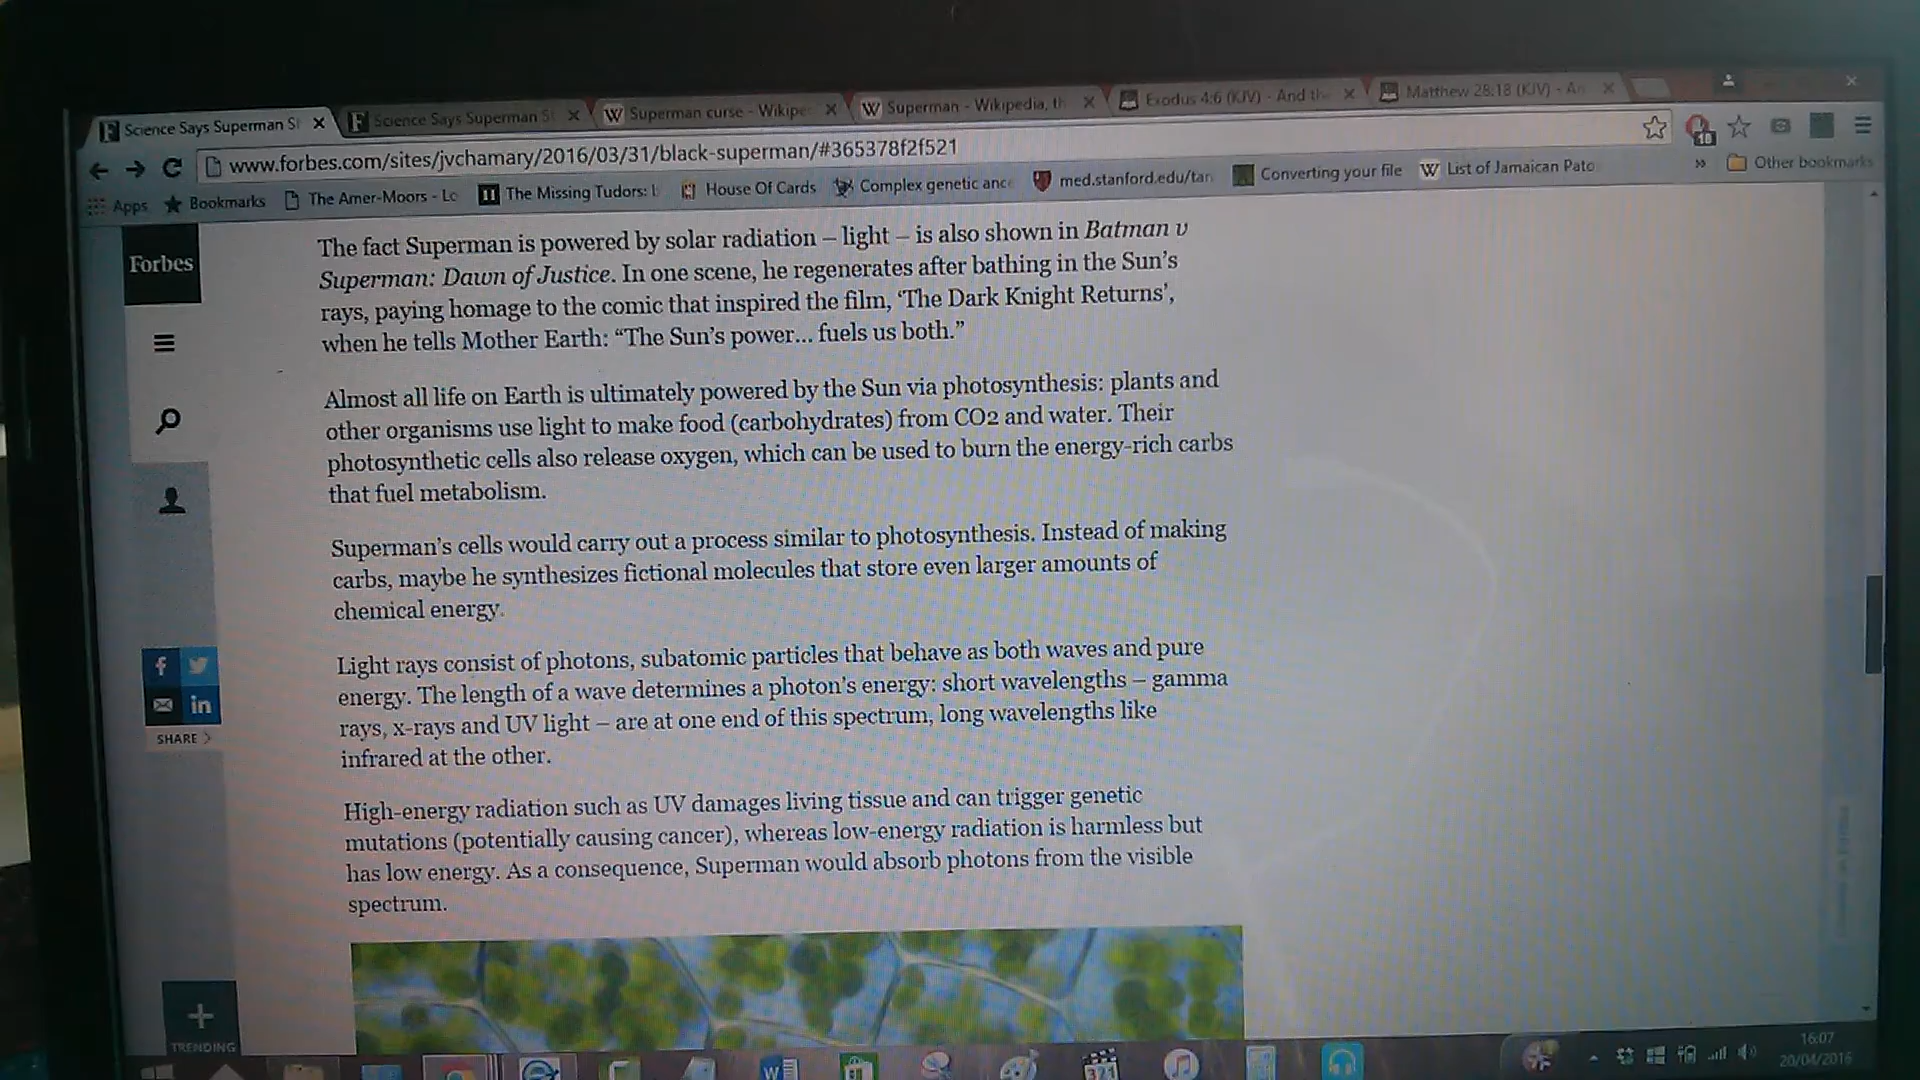 Science Says Superman S
Science Says Superman S
Superman curse - Wikipe
Superman - Wikipedia, th
Exodus 4:6 (KJV) - And th
Matthew 28:18 (KJV) - An
www.forbes.com/sites/jvchamary/2016/03/31/black-superman/#365378f2f521
18
Apps
Bookmarks
The Amer-Moors - Lo
The Missing Tudors:
House Of Cards
Complex genetic ance
med.stanford.edu/tan
Converting your file
List of Jamaican Pato
»
Other bookmarks
Forbes
The fact Superman is powered by solar radiation – light – is also shown in Batman v
Superman: Dawn of Justice. In one scene, he regenerates after bathing in the Sun's
rays, paying homage to the comic that inspired the film, 'The Dark Knight Returns',
when he tells Mother Earth: “The Sun's power... fuels us both.”
Almost all life on Earth is ultimately powered by the Sun via photosynthesis: plants and
other organisms use light to make food (carbohydrates) from CO2 and water. Their
photosynthetic cells also release oxygen, which can be used to burn the energy-rich carbs
that fuel metabolism.
Superman's cells would carry out a process similar to photosynthesis. Instead of making
carbs, maybe he synthesizes fictional molecules that store even larger amounts of
chemical energy.
Light rays consist of photons, subatomic particles that behave as both waves and pure
energy. The length of a wave determines a photon's energy: short wavelengths – gamma
rays, x-rays and UV light – are at one end of this spectrum, long wavelengths like
infrared at the other.
High-energy radiation such as UV damages living tissue and can trigger genetic
mutations (potentially causing cancer), whereas low-energy radiation is harmless but
has low energy. As a consequence, Superman would absorb photons from the visible
spectrum.
SHARE >
TRENDING
16:07
20/04/2016